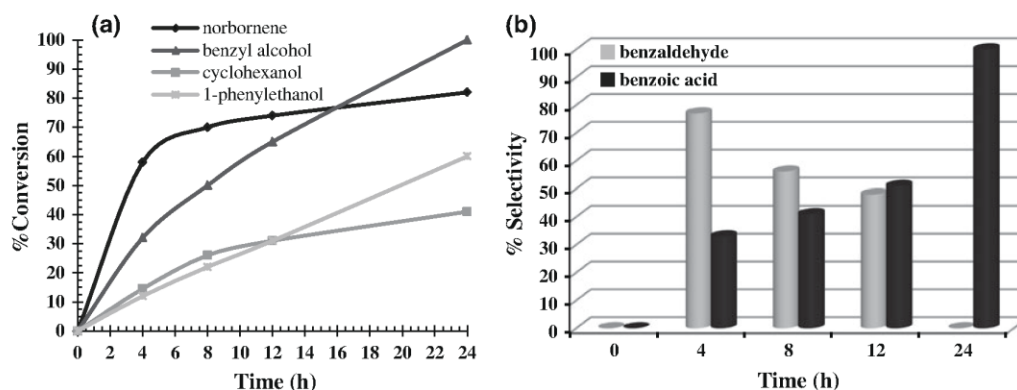 (a)
norbornene
benzyl alcohol
cyclohexanol
1-phenylethanol
100
90
80
70
60
50
40
30
20
10
0
%Conversion
0 2 4 6 8 10 12 14 16 18 20 22 24
Time (h)
(b)
benzaldehyde
benzoic acid
100
90
80
70
60
50
40
30
20
10
0
% Selectivity
0 4 8 12 24
Time (h)